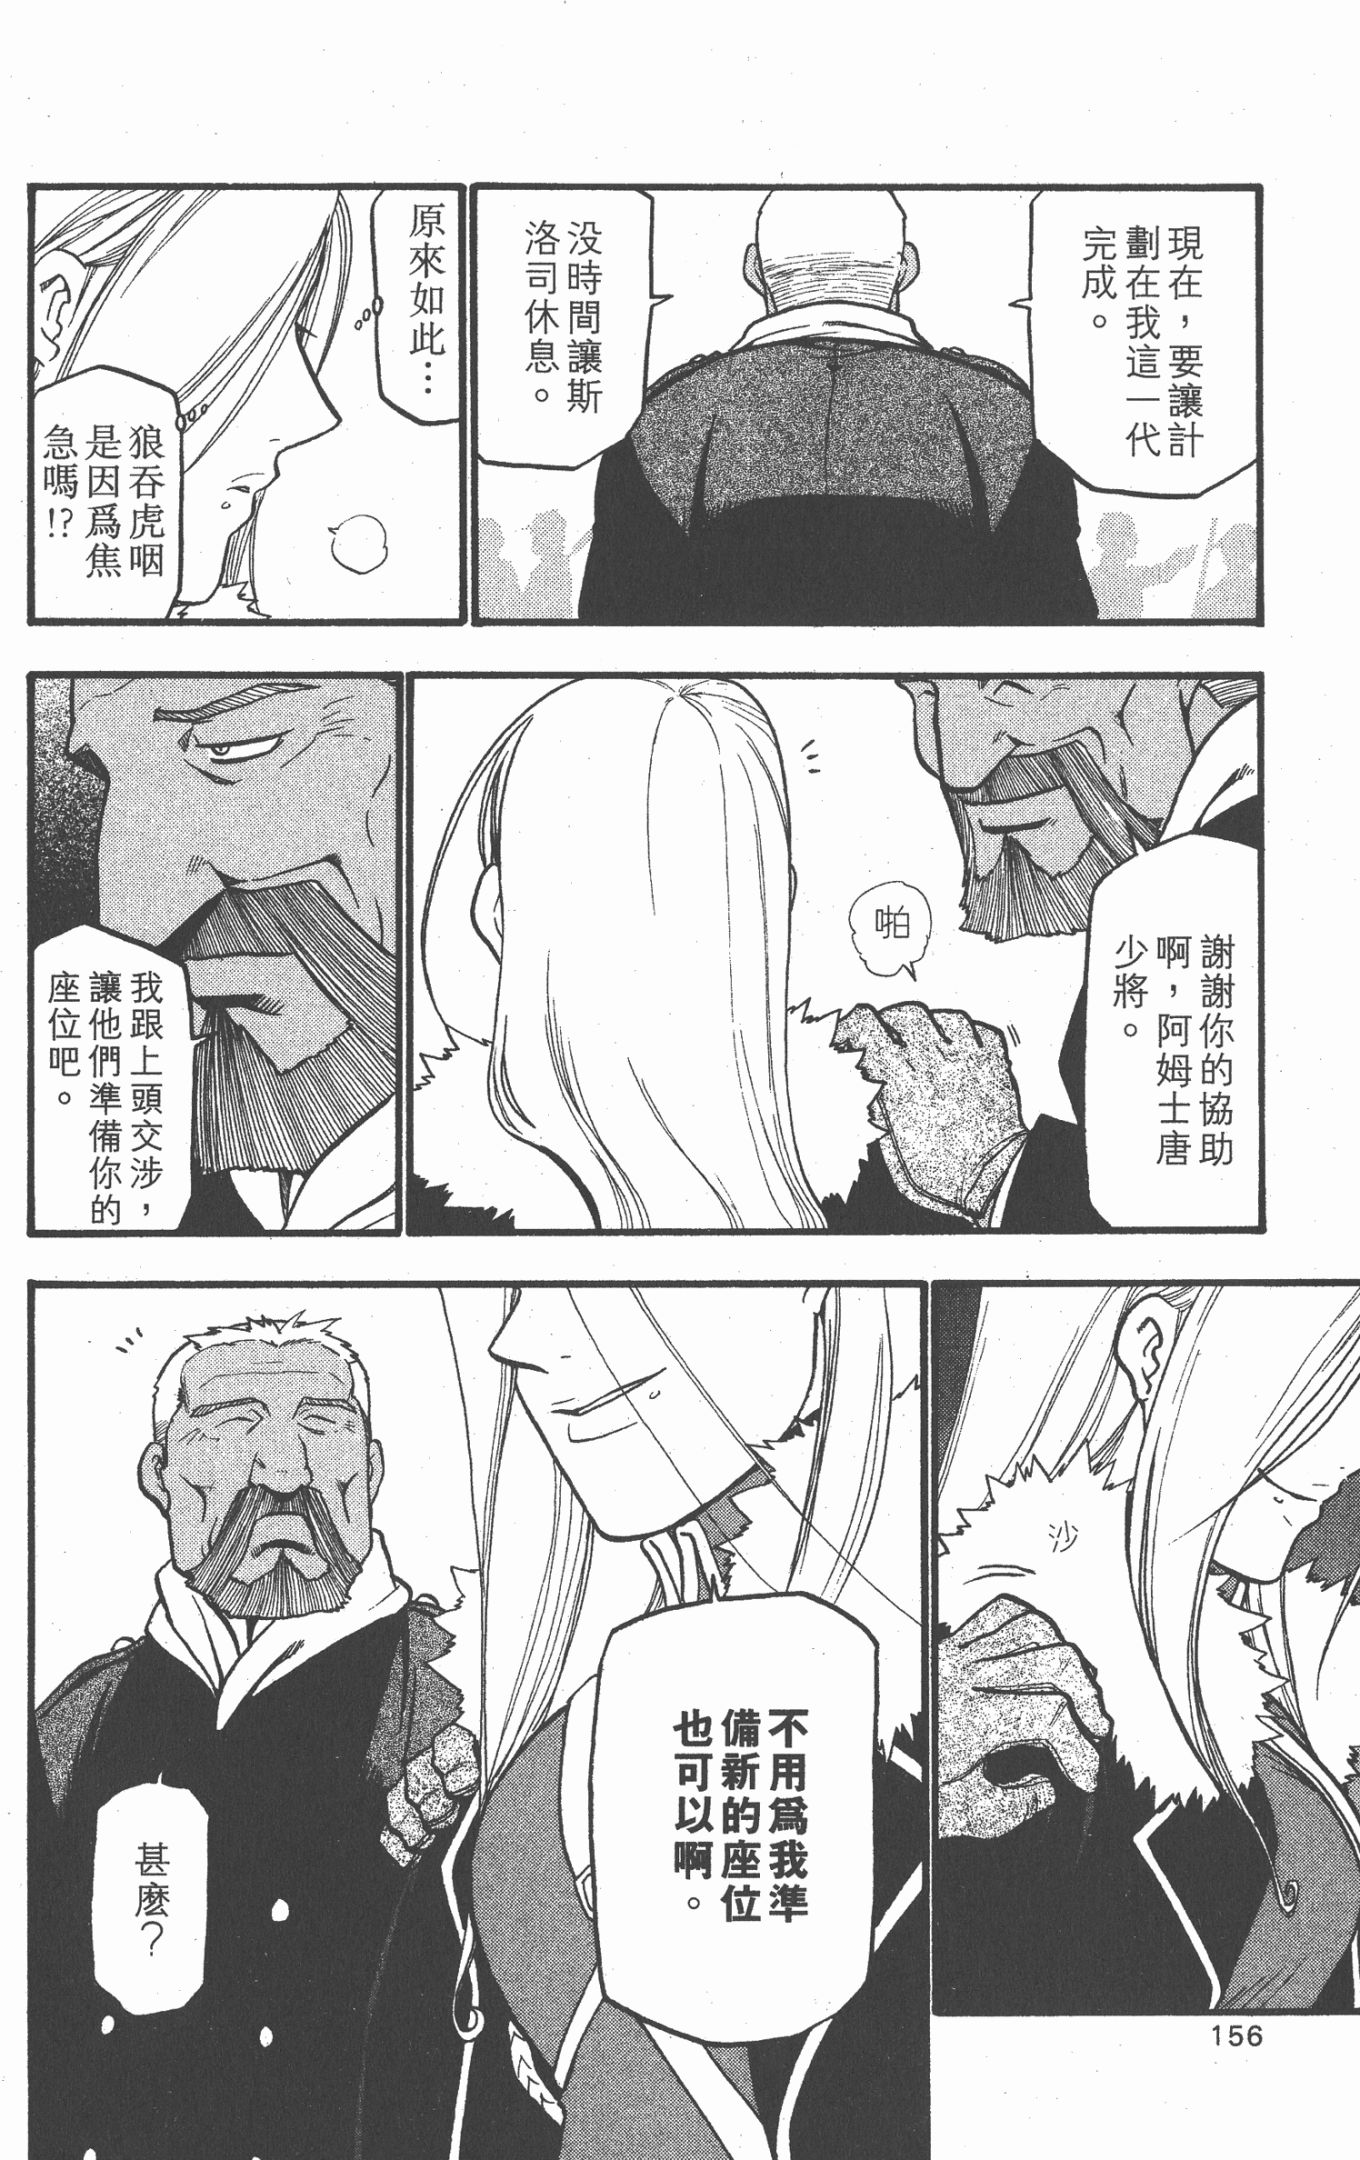 現在，要讓計
劃在我這一代
完成。
没時間讓斯
洛司休息。
原來如此…
狼吞虎咽
是因爲焦
急嗎!?
謝謝你的協助
啊，阿姆士唐
少將。
啪
我跟上頭交涉，
讓他們準備你的
座位吧。
沙
不用爲我準
備新的座位
也可以啊。
甚麽？
156